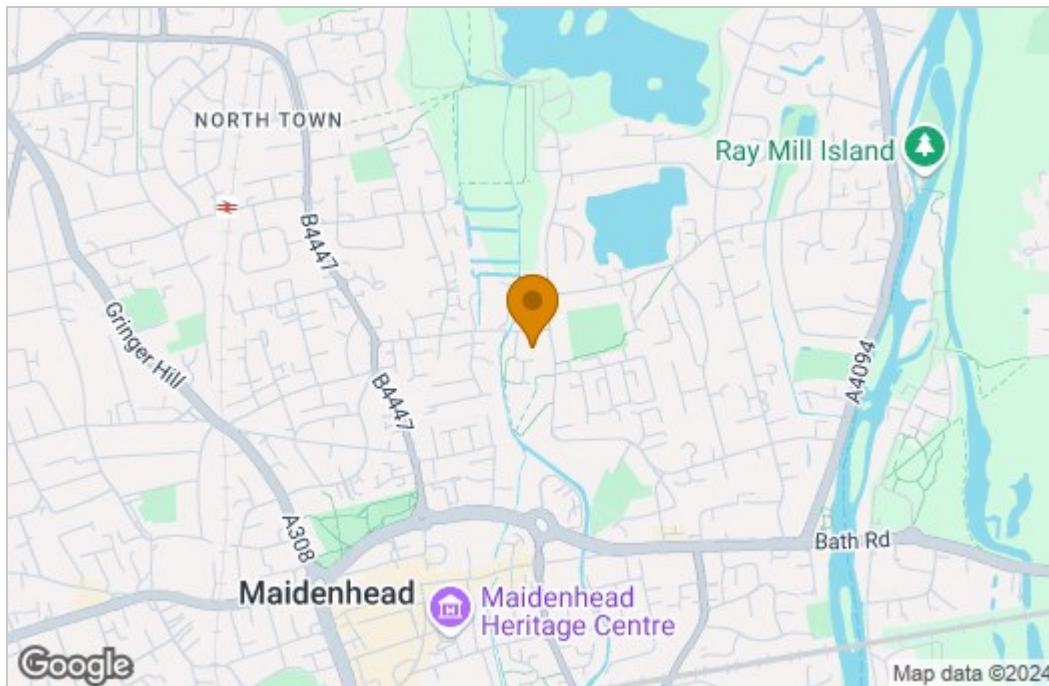 NORTH TOWN
Ray Mill Island
B4447
Gringer Hill
B4447
A4094
A308
Bath Rd
Maidenhead
Maidenhead
Heritage Centre
Google
Map data ©2024